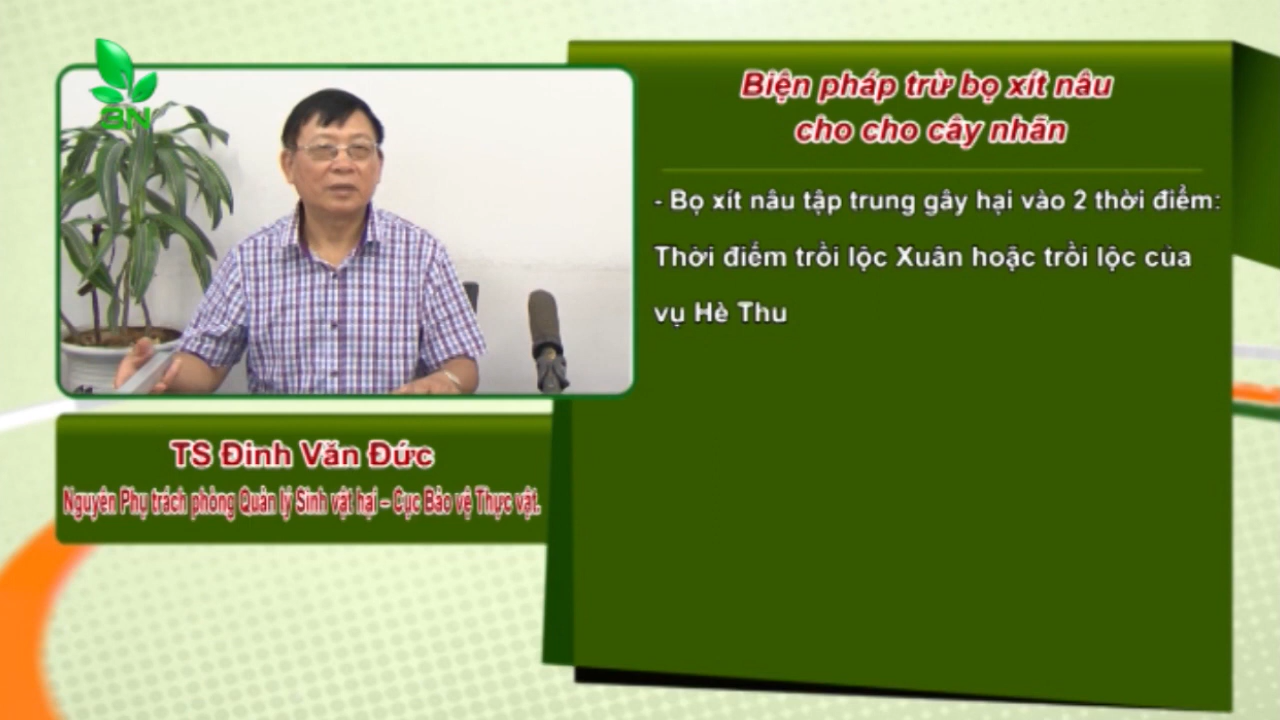 3N
Biện pháp trừ bọ xít nâu
cho cho cây nhãn
- Bọ xít nâu tập trung gây hại vào 2 thời điểm:
Thời điểm trồi lộc Xuân hoặc trồi lộc của
vụ Hè Thu
TS Đinh Văn Đức
Nguyên Phụ trách phòng Quản lý Sinh vật hại – Cục Bảo vệ Thực vật.